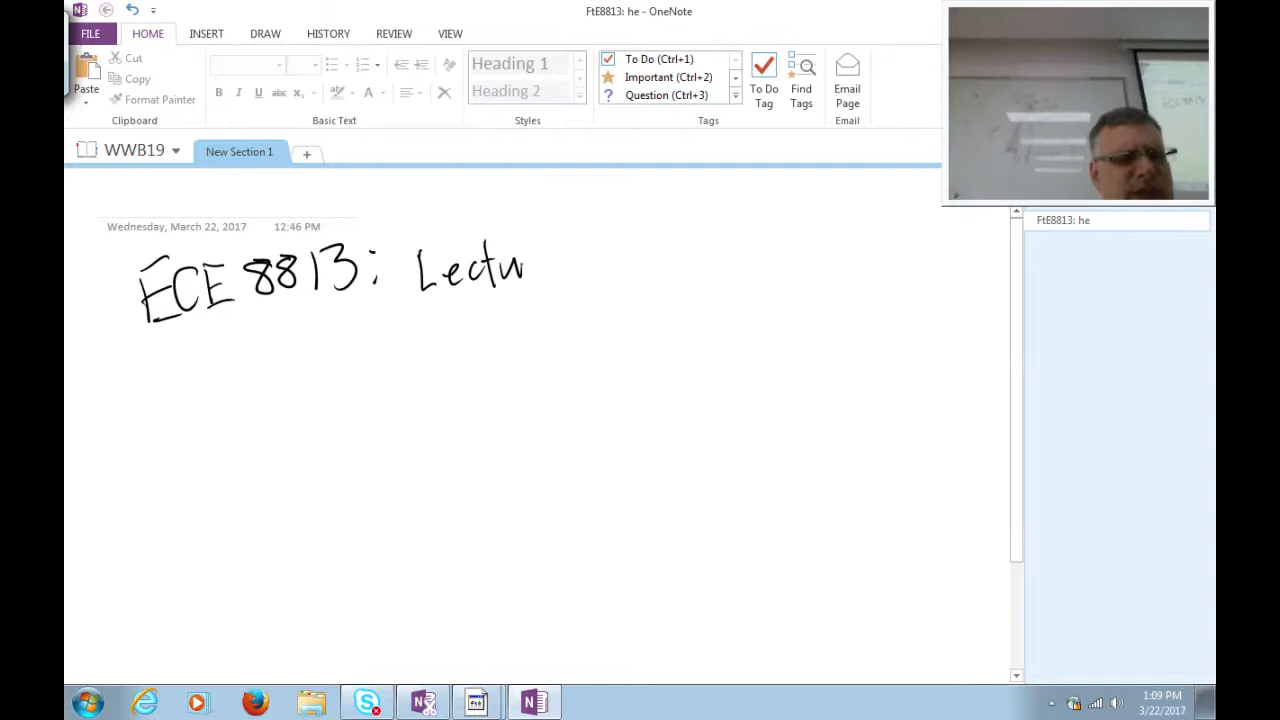 FtE8813: he - OneNote
FILE HOME INSERT DRAW HISTORY REVIEW VIEW
Paste
Cut
Copy
Format Painter
Clipboard
B I U abc x
A
Basic Text
Heading 1
Heading 2
Styles
To Do (Ctrl+1)
Important (Ctrl+2)
Question (Ctrl+3)
To Do Tag
Find Tags
Tags
Email Page
Email
WWB19
New Section 1
Wednesday, March 22, 2017 12:46 PM
ECE 8813: Lectu
FtE8813: he
1:09 PM
3/22/2017